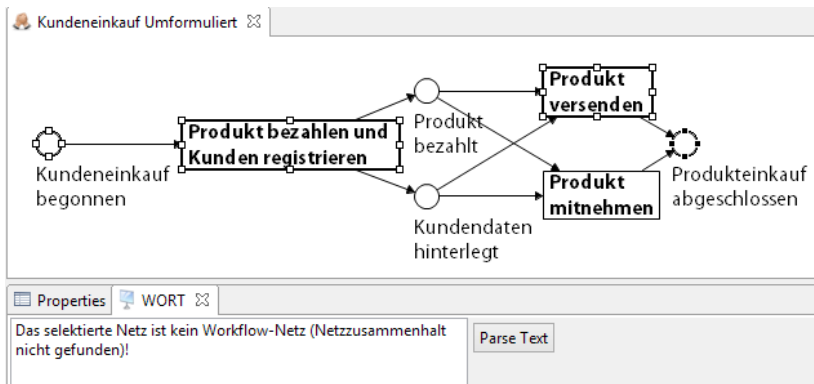 Kundeneinkauf Umformuliert
Produkt
versenden
Produkt bezahlen und
Kunden registrieren
Produkt
bezahlt
Kundeneinkauf
begonnen
Produkt
mitnehmen
Produkteinkauf
abgeschlossen
Kundendaten
hinterlegt
Properties
WORT
Das selektierte Netz ist kein Workflow-Netz (Netzzusammenhalt
nicht gefunden)!
Parse Text